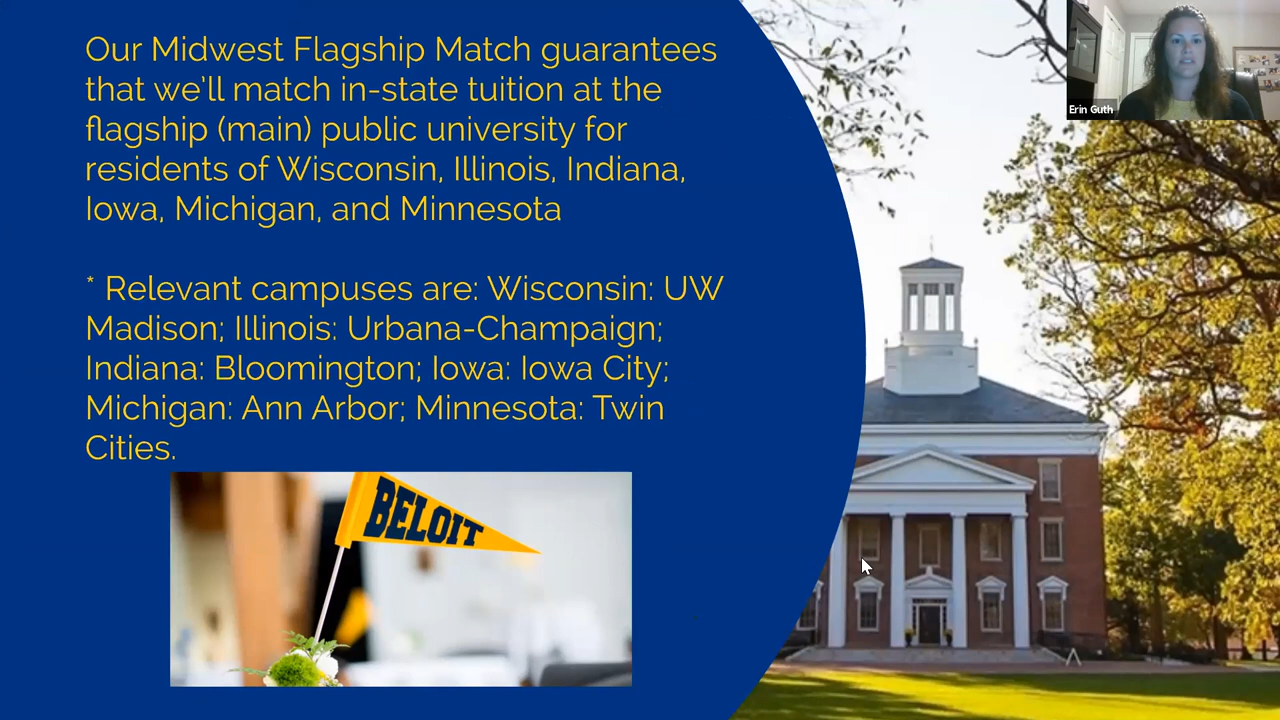 Our Midwest Flagship Match guarantees
that we'll match in-state tuition at the
flagship (main) public university for
residents of Wisconsin, Illinois, Indiana,
Iowa, Michigan, and Minnesota
* Relevant campuses are: Wisconsin: UW
Madison; Illinois: Urbana-Champaign;
Indiana: Bloomington; Iowa: Iowa City;
Michigan: Ann Arbor; Minnesota: Twin
Cities.
BELOIT
Erin Guth